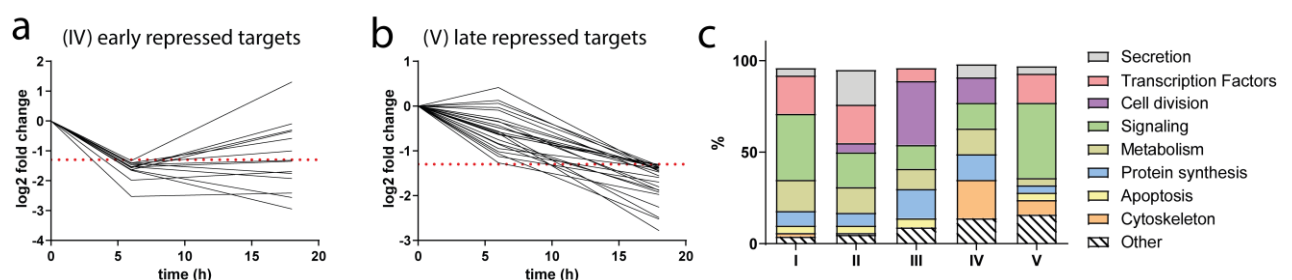 a
(IV) early repressed targets
2
1
0
-1
-2
-3
-4
log2 fold change
0
5
10
15
20
time (h)
b
(V) late repressed targets
1
0
-1
-2
-3
log2 fold change
0
5
10
15
20
time (h)
c
100
50
0
%
I
II
III
IV
V
Secretion
Transcription Factors
Cell division
Signaling
Metabolism
Protein synthesis
Apoptosis
Cytoskeleton
Other